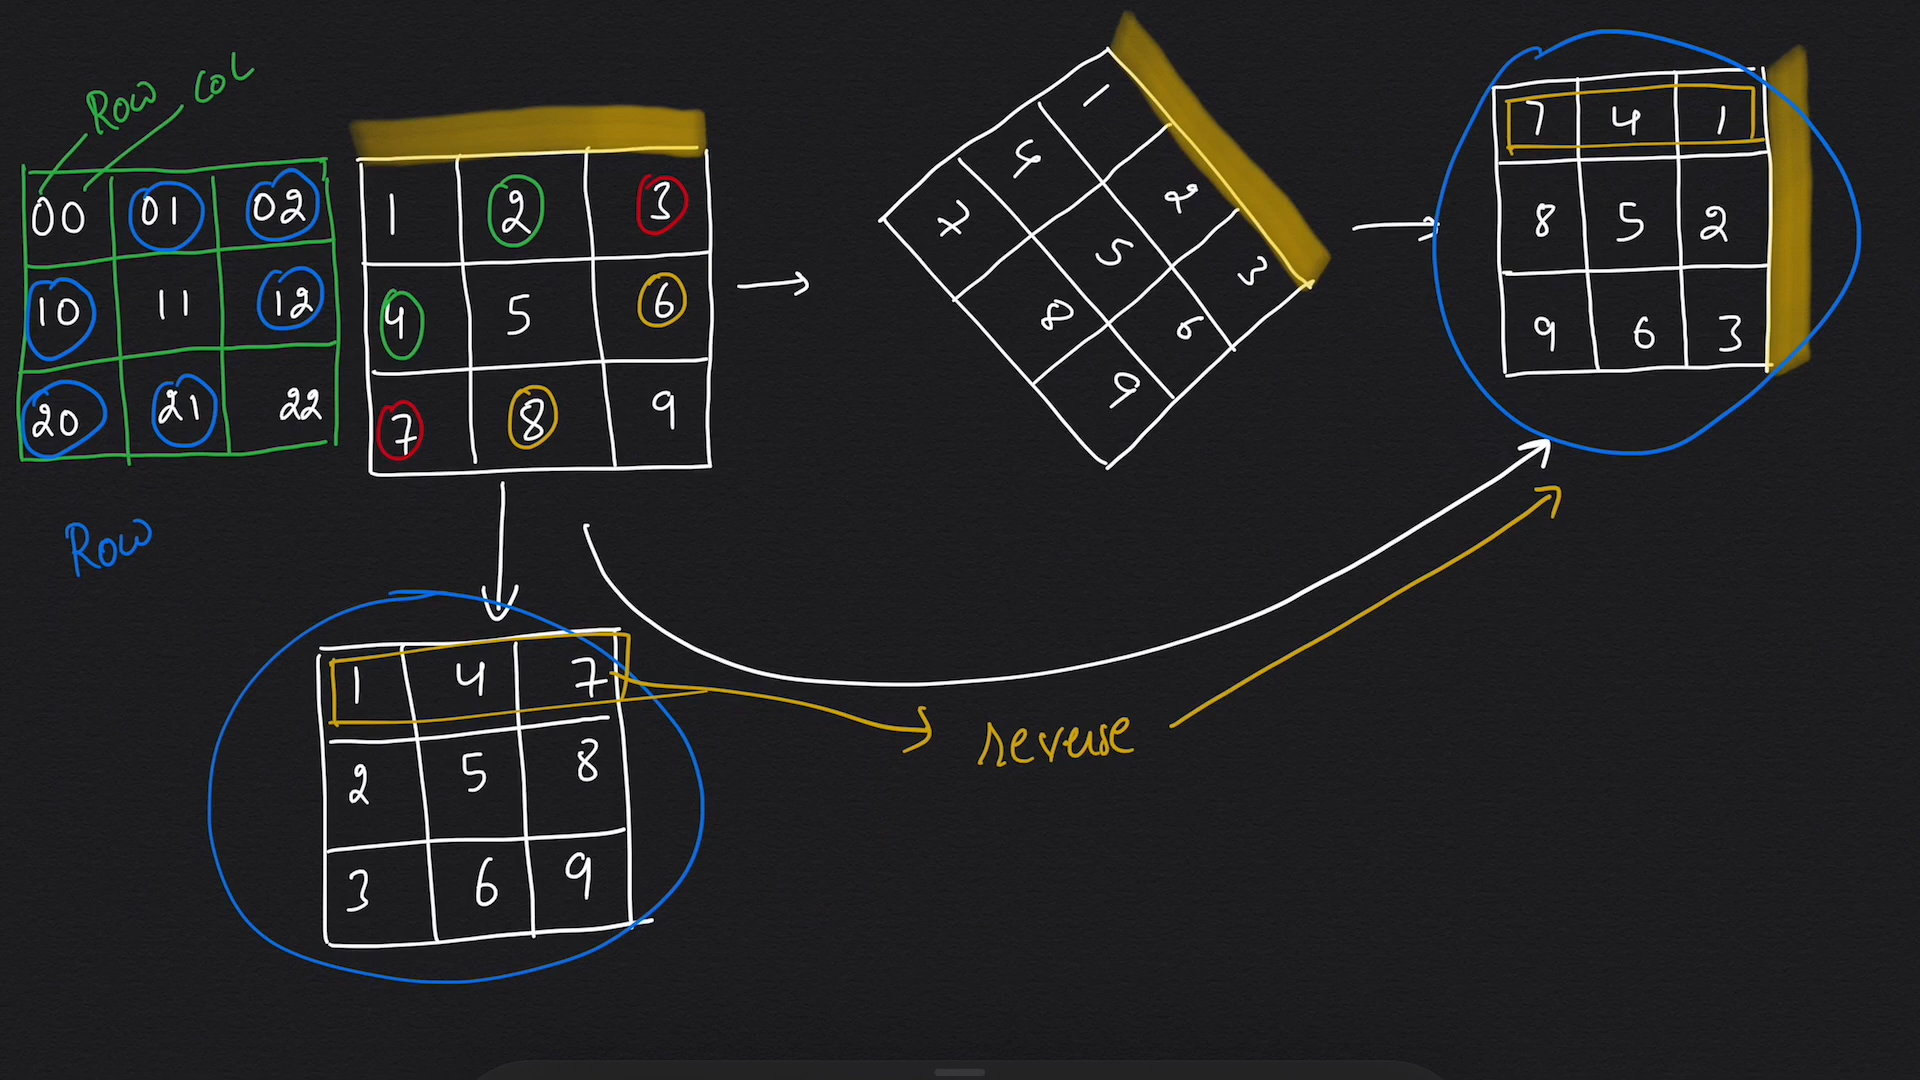 Row col
00 01 02
10 11 12
20 21 22
Row
1 2 3
4 5 6
7 8 9
1
4 2
7 5 3
8 6
9
7 4 1
8 5 2
9 6 3
1 4 7
2 5 8
3 6 9
reverse